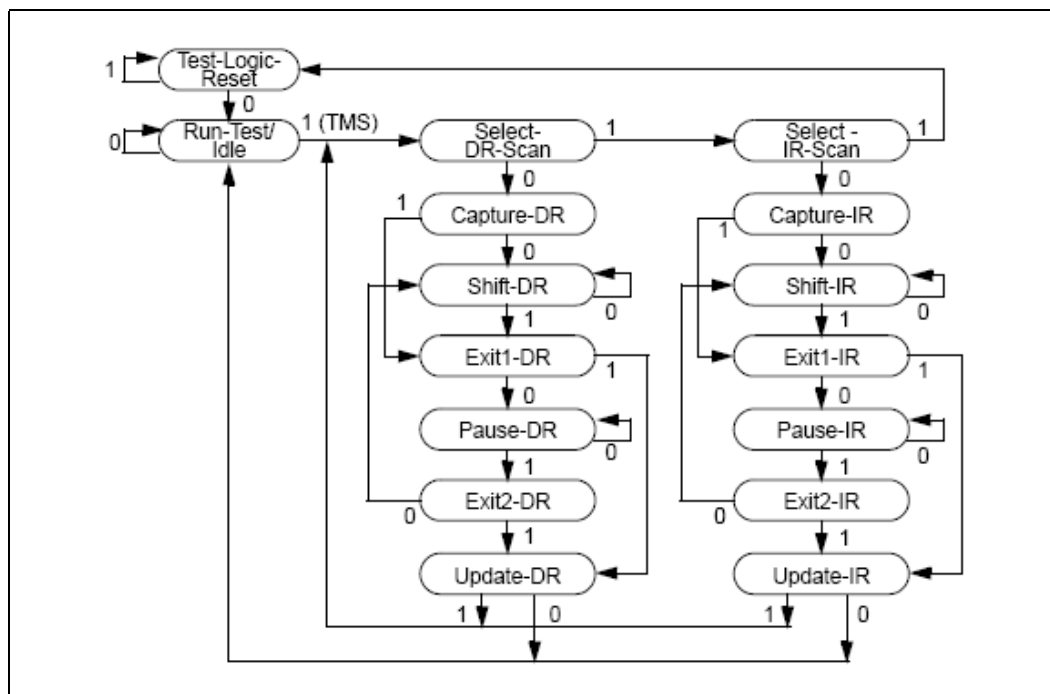 Test-Logic-
Reset
1
0
Run-Test/
Idle
0
1 (TMS)
Select-
DR-Scan
1
Select -
IR-Scan
1
0
0
Capture-DR
1
Capture-IR
1
0
0
Shift-DR
0
Shift-IR
0
1
1
Exit1-DR
1
Exit1-IR
1
0
0
Pause-DR
0
Pause-IR
0
1
1
Exit2-DR
0
Exit2-IR
0
1
1
Update-DR
Update-IR
1
0
1
0